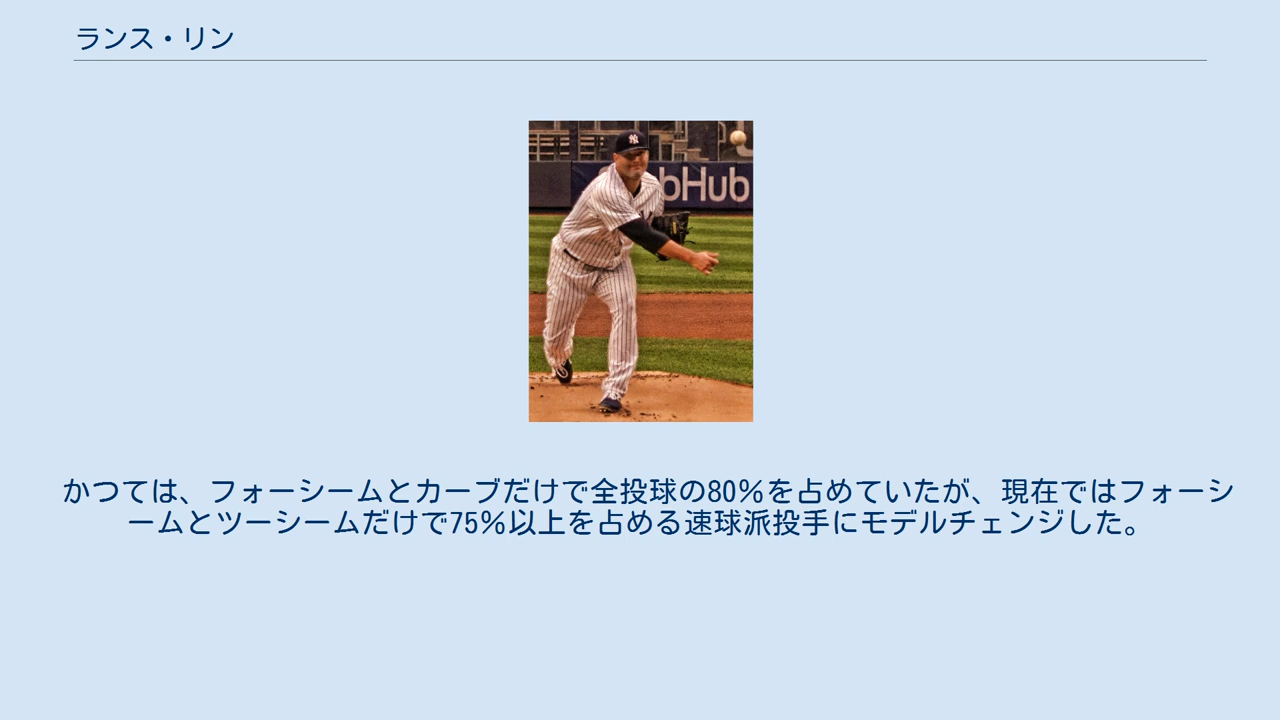 ランス・リン
bHub
かつては、フォーシームとカーブだけで全投球の80%を占めていたが、現在ではフォーシ
ームとツーシームだけで75%以上を占める速球派投手にモデルチェンジした。